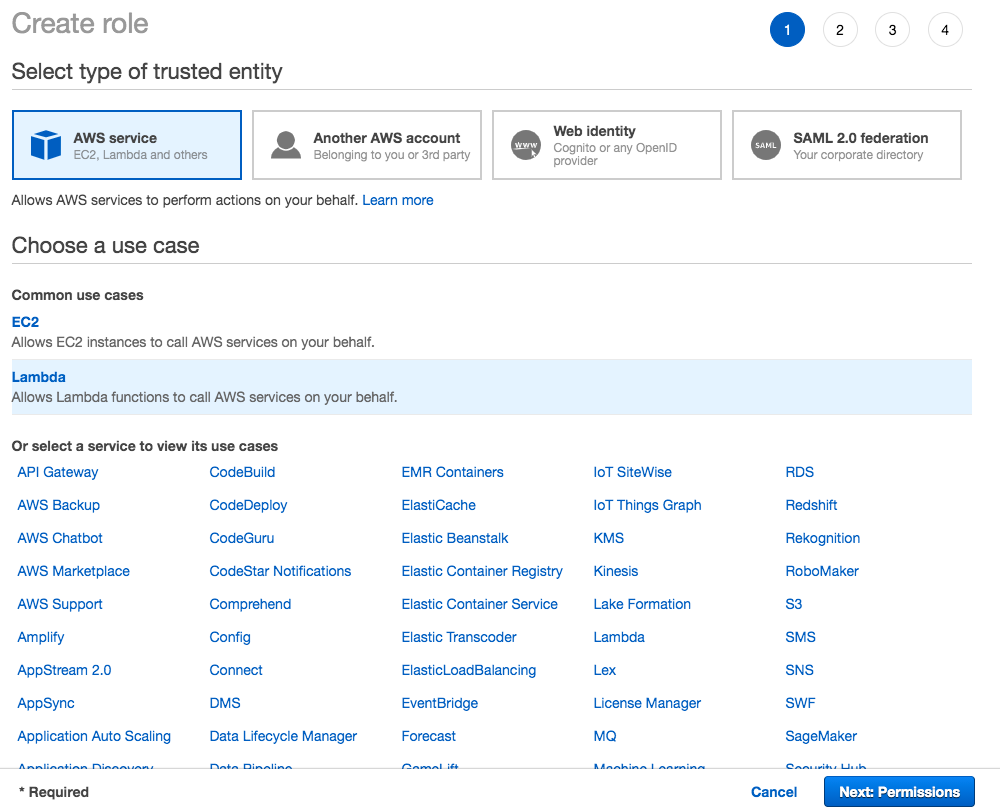 Create role
1 2 3 4
Select type of trusted entity
AWS service
EC2, Lambda and others
Another AWS account
Belonging to you or 3rd party
www
Web identity
Cognito or any OpenID
provider
SAML
SAML 2.0 federation
Your corporate directory
Allows AWS services to perform actions on your behalf. Learn more
Choose a use case
Common use cases
EC2
Allows EC2 instances to call AWS services on your behalf.
Lambda
Allows Lambda functions to call AWS services on your behalf.
Or select a service to view its use cases
API Gateway CodeBuild EMR Containers IoT SiteWise RDS
AWS Backup CodeDeploy ElastiCache IoT Things Graph Redshift
AWS Chatbot CodeGuru Elastic Beanstalk KMS Rekognition
AWS Marketplace CodeStar Notifications Elastic Container Registry Kinesis RoboMaker
AWS Support Comprehend Elastic Container Service Lake Formation S3
Amplify Config Elastic Transcoder Lambda SMS
AppStream 2.0 Connect ElasticLoadBalancing Lex SNS
AppSync DMS EventBridge License Manager SWF
Application Auto Scaling Data Lifecycle Manager Forecast MQ SageMaker
Application Discovery Data Pipeline GameLift Machine Learning Security Hub
* Required Cancel Next: Permissions